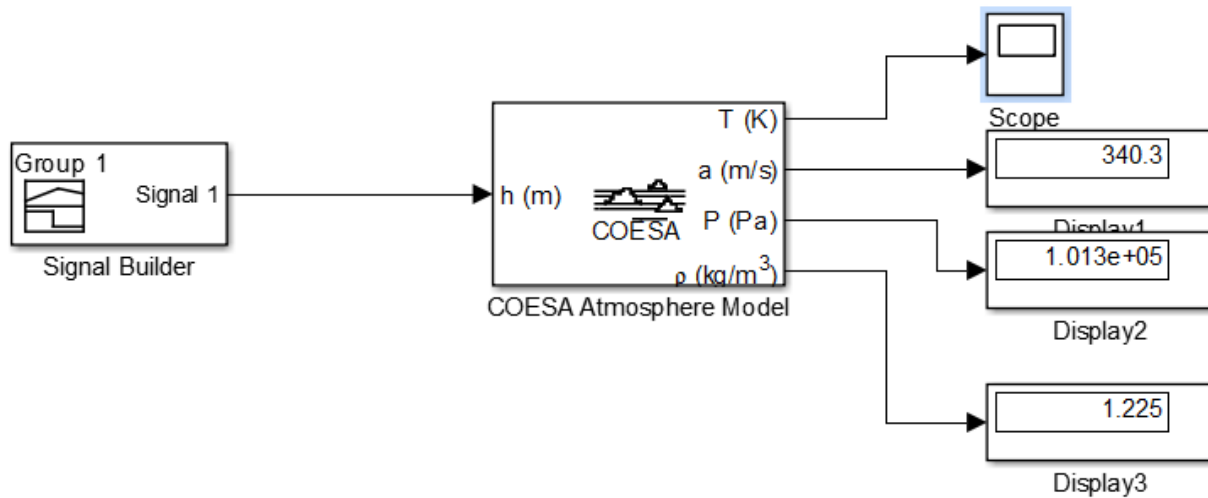 Group 1
Signal 1
Signal Builder
h (m)
COESA
T (K)
a (m/s)
P (Pa)
ρ (kg/m³)
COESA Atmosphere Model
Scope
340.3
Display1
1.013e+05
Display2
1.225
Display3